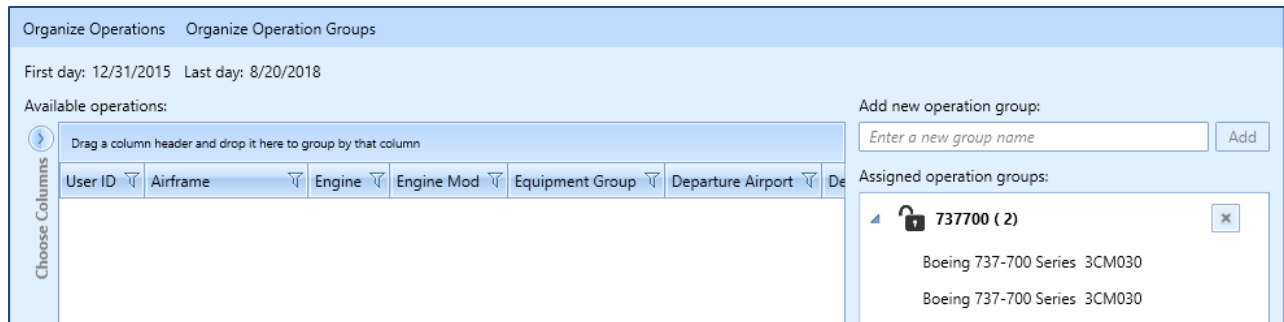 Organize Operations Organize Operation Groups
First day: 12/31/2015 Last day: 8/20/2018
Available operations:
Choose Columns
Drag a column header and drop it here to group by that column
User ID Airframe Engine Engine Mod Equipment Group Departure Airport De
Add new operation group:
Enter a new group name Add
Assigned operation groups:
737700 ( 2)
Boeing 737-700 Series 3CM030
Boeing 737-700 Series 3CM030